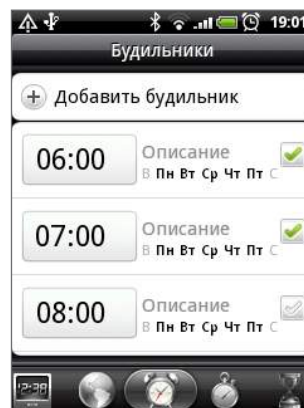 19:01
Будильники
Добавить будильник
06:00
Описание
В Пн Вт Ср Чт Пт С
07:00
Описание
В Пн Вт Ср Чт Пт С
08:00
Описание
В Пн Вт Ср Чт Пт С
12:38